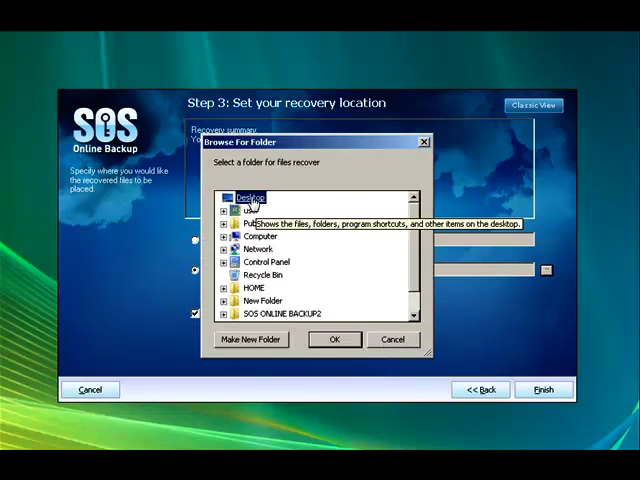 Step 3: Set your recovery location
Classic View
SOS
Online Backup
Specify where you would like
the recovered files to be
placed.
Recovery summary
Browse For Folder
Select a folder for files recover
Desktop
Shows the files, folders, program shortcuts, and other items on the desktop.
Computer
Network
Control Panel
Recycle Bin
HOME
New Folder
SOS ONLINE BACKUP2
Make New Folder
OK
Cancel
Cancel
<< Back
Finish